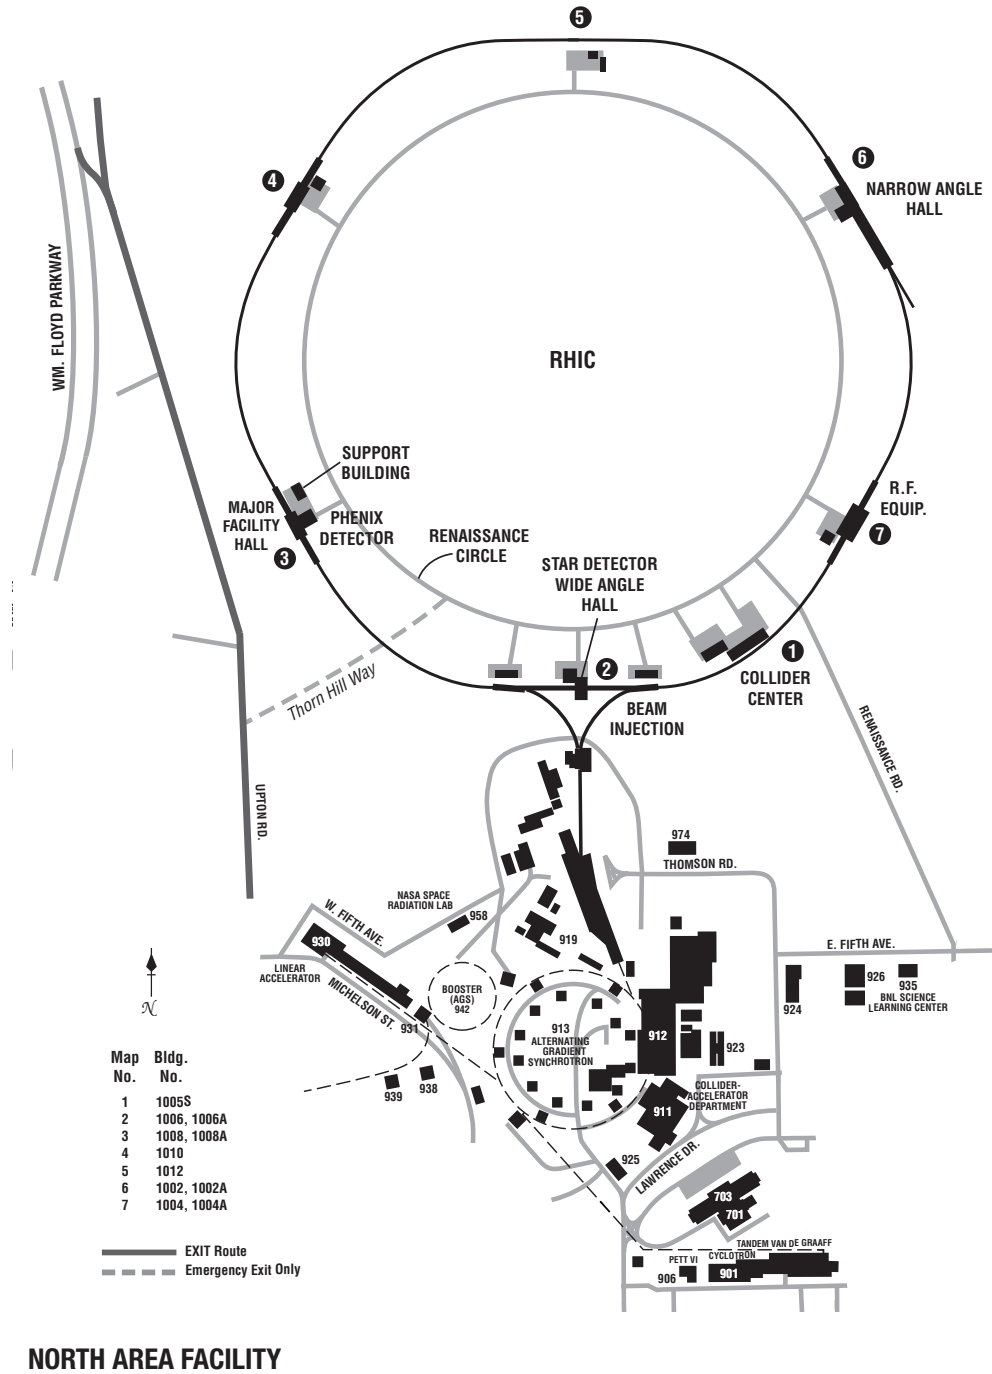 5
4
6
NARROW ANGLE
HALL
WM. FLOYD PARKWAY
RHIC
SUPPORT
BUILDING
MAJOR
FACILITY
HALL
PHENIX
DETECTOR
3
RENAISSANCE
CIRCLE
R.F.
EQUIP.
7
STAR DETECTOR
WIDE ANGLE
HALL
2
1
COLLIDER
CENTER
Thorn Hill Way
BEAM
INJECTION
RENAISSANCE RD.
UPTON RD.
974
THOMSON RD.
NASA SPACE
RADIATION LAB
958
W. FIFTH AVE.
930
919
E. FIFTH AVE.
LINEAR
ACCELERATOR
N
MICHELSON ST.
931
BOOSTER
(AGS)
942
926
935
924
BNL SCIENCE
LEARNING CENTER
913
ALTERNATING
GRADIENT
SYNCHROTRON
912
923
939
938
COLLIDER-
ACCELERATOR
DEPARTMENT
911
925
LAWRENCE DR.
703
701
TANDEM VAN DE GRAAFF
PETT VI
CYCLOTRON
906
901
Map Bldg.
No. No.
1 1005S
2 1006, 1006A
3 1008, 1008A
4 1010
5 1012
6 1002, 1002A
7 1004, 1004A
EXIT Route
Emergency Exit Only
NORTH AREA FACILITY